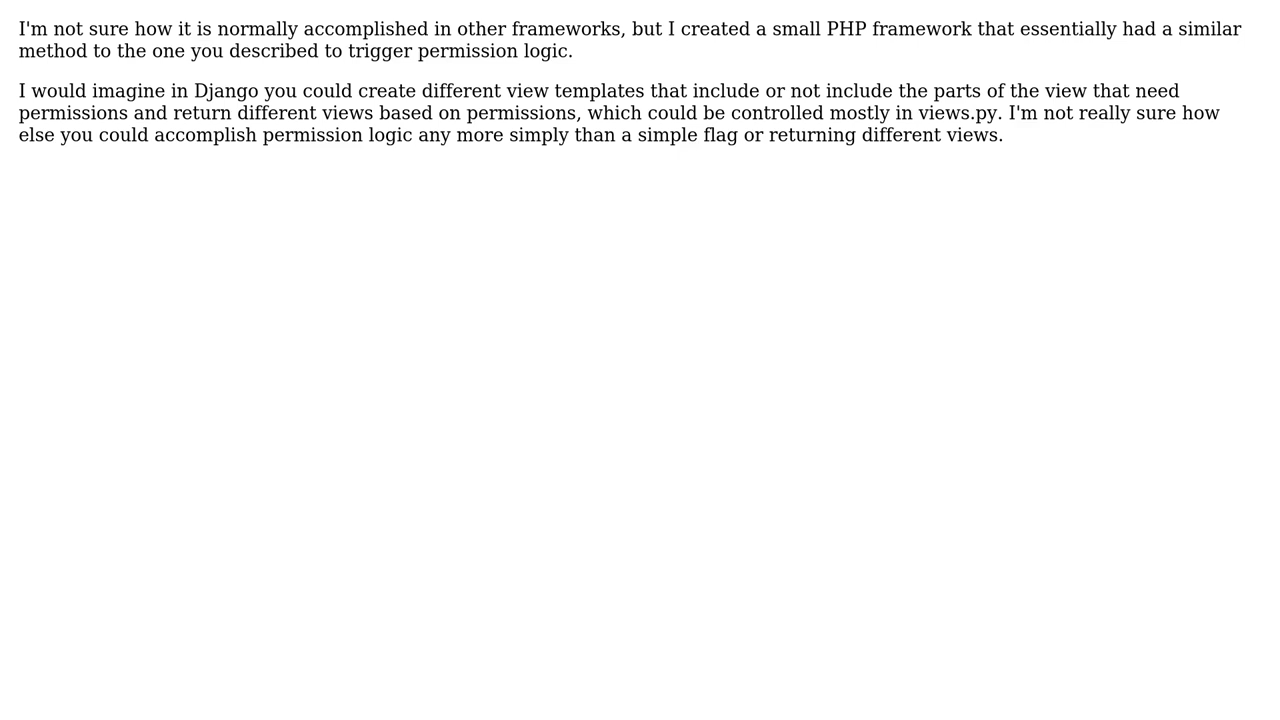 I'm not sure how it is normally accomplished in other frameworks, but I created a small PHP framework that essentially had a similar
method to the one you described to trigger permission logic.
I would imagine in Django you could create different view templates that include or not include the parts of the view that need
permissions and return different views based on permissions, which could be controlled mostly in views.py. I'm not really sure how
else you could accomplish permission logic any more simply than a simple flag or returning different views.